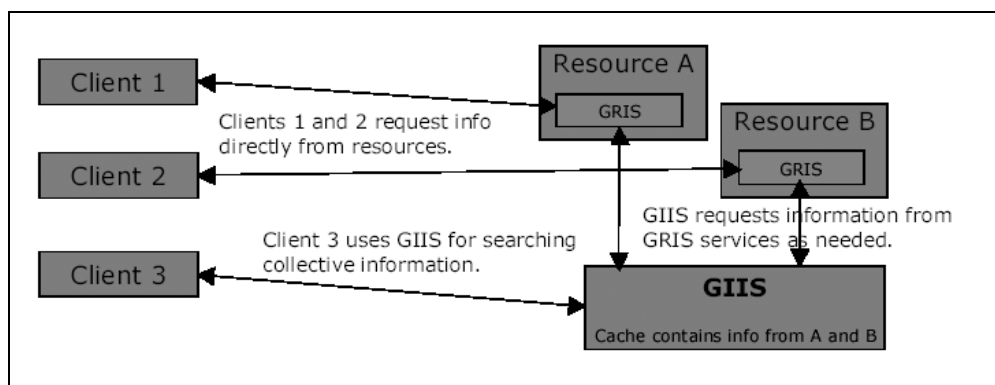 Client 1
Resource A
GRIS
Clients 1 and 2 request info
directly from resources.
Resource B
GRIS
Client 2
GIIS requests information from
GRIS services as needed.
Client 3 uses GIIS for searching
collective information.
Client 3
GIIS
Cache contains info from A and B